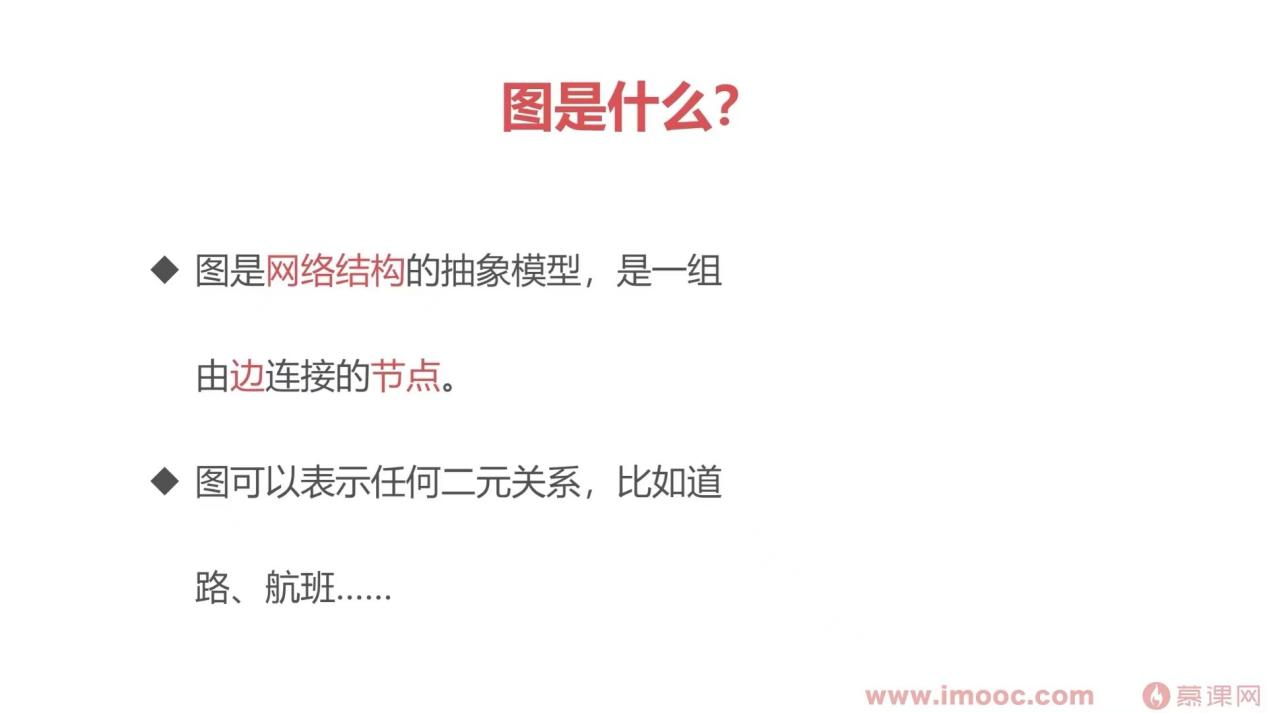 图是什么？
◆ 图是网络结构的抽象模型，是一组
由边连接的节点。
◆ 图可以表示任何二元关系，比如道
路、航班……
www.imooc.com 慕课网